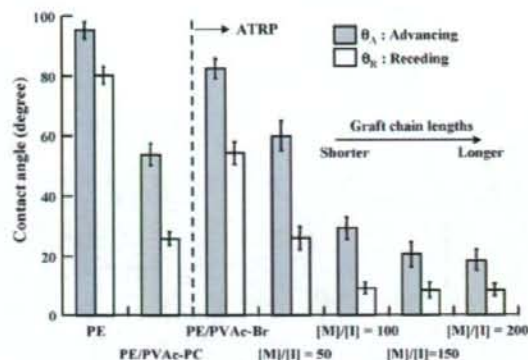 100
80
60
40
20
0
Contact angle (degree)
ATRP
θA : Advancing
θR : Receding
Graft chain lengths
Shorter Longer
PE PE/PVAc-Br [M]/[I] = 100 [M]/[I] = 200
PE/PVAc-PC [M]/[I] = 50 [M]/[I]=150